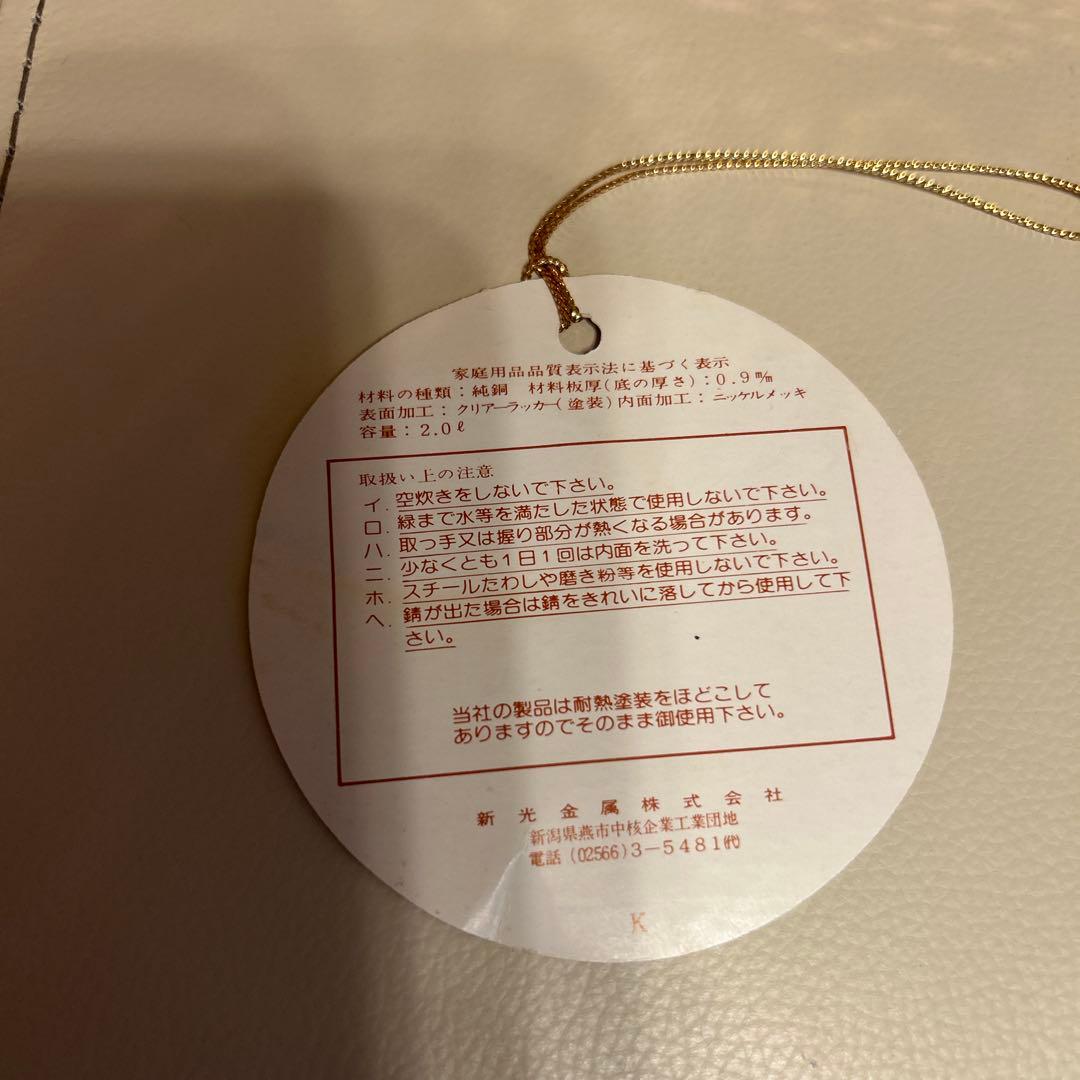 家庭用品品質表示法に基づく表示
材料の種類：純銅　材料板厚(底の厚さ)：0.9㎜
表面加工：クリアーラッカー(塗装)内面加工：ニッケルメッキ
容量：2.0ℓ
取扱い上の注意
イ．空炊きをしないで下さい。
ロ．緑まで水等を満たした状態で使用しないで下さい。
ハ．取っ手又は握り部分が熱くなる場合があります。
ニ．少なくとも1日1回は内面を洗って下さい。
ホ．スチールたわしや磨き粉等を使用しないで下さい。
ヘ．錆が出た場合は錆をきれいに落してから使用して下
さい。
当社の製品は耐熱塗装をほどこして
ありますのでそのまま御使用下さい。
新光金属株式会社
新潟県燕市中核企業工業団地
電話(02566)3－5481㈹
K